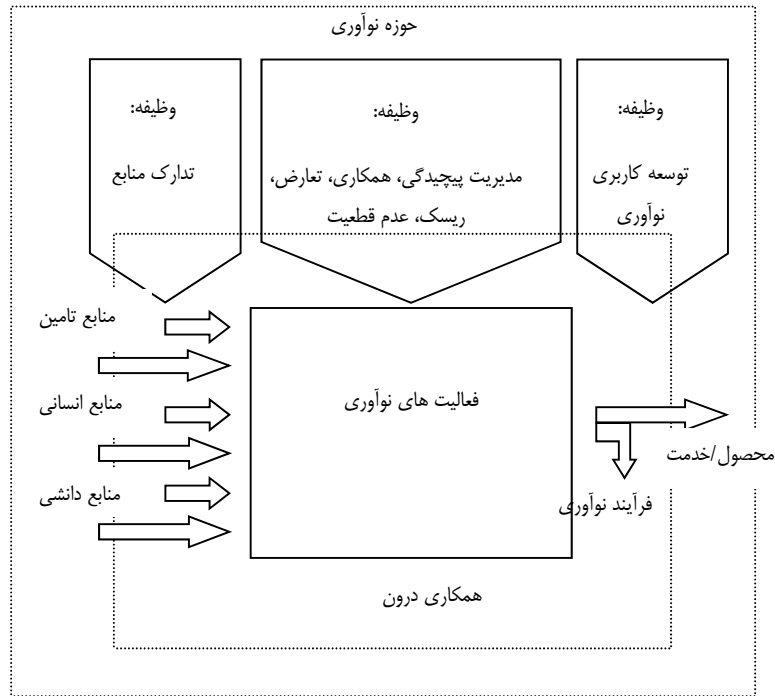 حوزه نوآوری
وظیفه:
توسعه کاربری
نوآوری
وظیفه:
مدیریت پیچیدگی، همکاری، تعارض،
ریسک، عدم قطعیت
وظیفه:
تدارک منابع
منابع تامین
منابع انسانی
منابع دانشی
فعالیت های نوآوری
محصول/خدمت
فرآیند نوآوری
همکاری درون